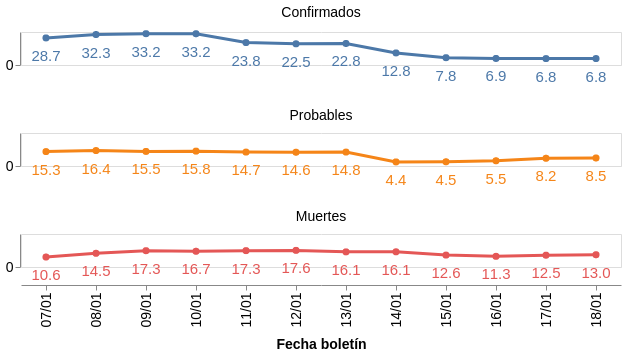 Confirmados
0
28.7 32.3 33.2 33.2 23.8 22.5 22.8 12.8 7.8 6.9 6.8 6.8
Probables
0
15.3 16.4 15.5 15.8 14.7 14.6 14.8 4.4 4.5 5.5 8.2 8.5
Muertes
0
10.6 14.5 17.3 16.7 17.3 17.6 16.1 16.1 12.6 11.3 12.5 13.0
07/01 08/01 09/01 10/01 11/01 12/01 13/01 14/01 15/01 16/01 17/01 18/01
Fecha boletín